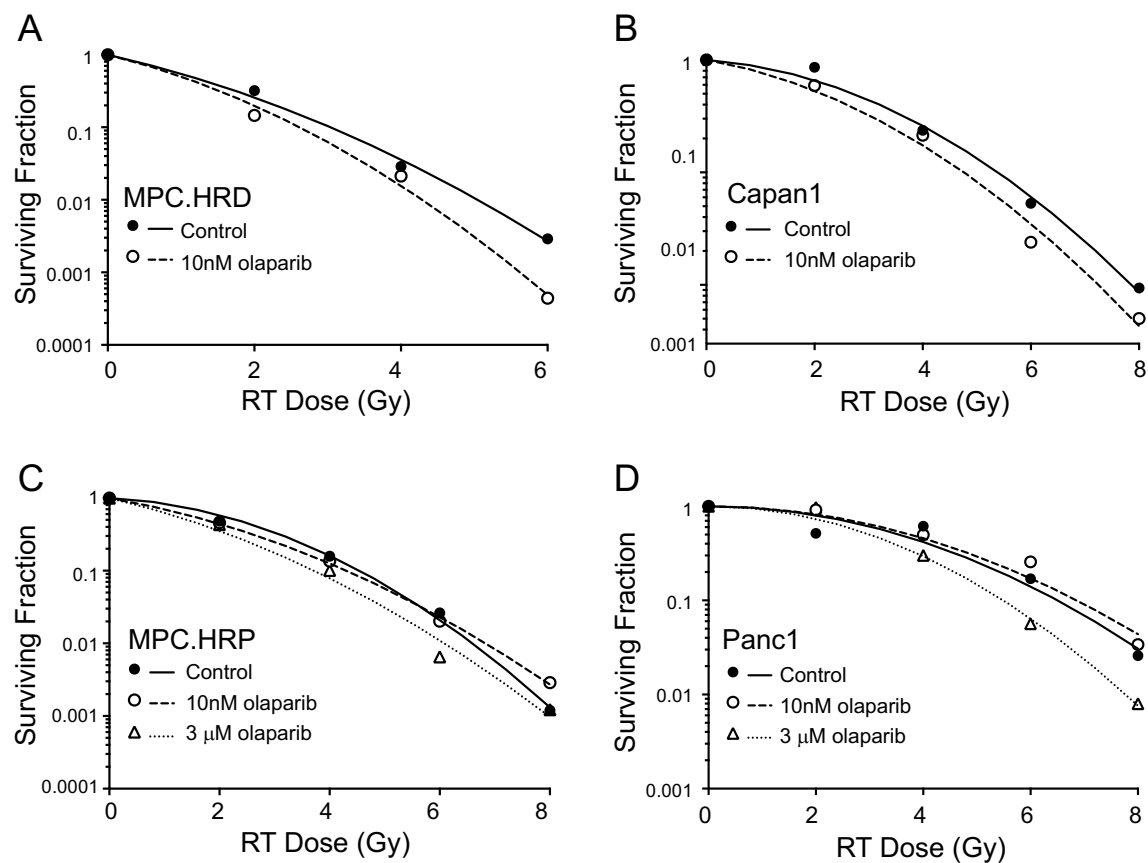 A
1
0.1
0.01
0.001
0.0001
Surviving Fraction
MPC.HRD
Control
10nM olaparib
0
2
4
6
RT Dose (Gy)
B
1
0.1
0.01
0.001
Surviving Fraction
Capan1
Control
10nM olaparib
0
2
4
6
8
RT Dose (Gy)
C
1
0.1
0.01
0.001
0.0001
Surviving Fraction
MPC.HRP
Control
10nM olaparib
3 μM olaparib
0
2
4
6
8
RT Dose (Gy)
D
1
0.1
0.01
0.001
Surviving Fraction
Panc1
Control
10nM olaparib
3 μM olaparib
0
2
4
6
8
RT Dose (Gy)